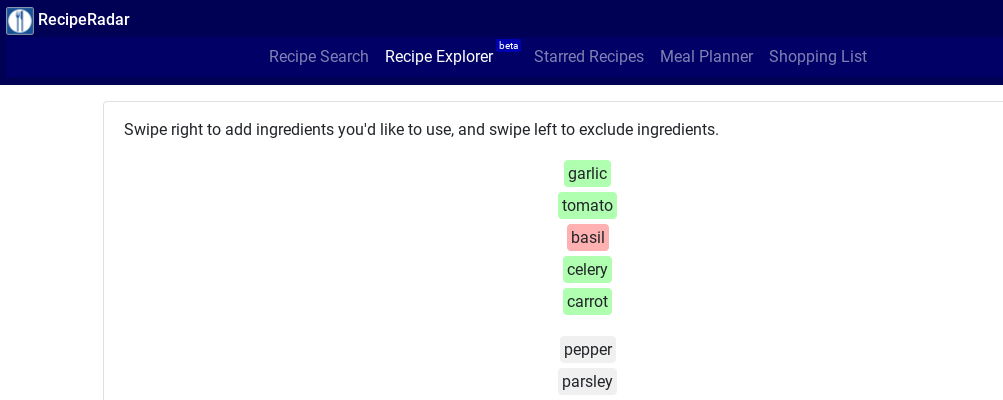 RecipeRadar
Recipe Search Recipe Explorer beta Starred Recipes Meal Planner Shopping List
Swipe right to add ingredients you'd like to use, and swipe left to exclude ingredients.
garlic
tomato
basil
celery
carrot
pepper
parsley